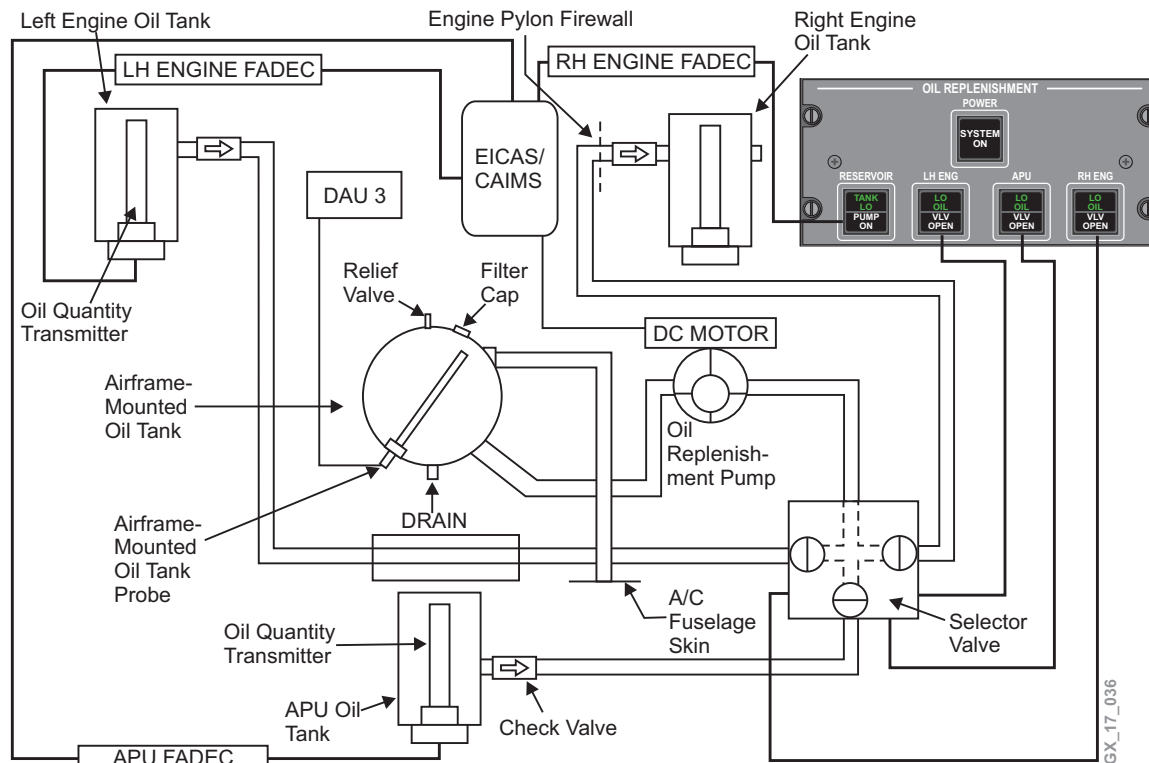 Left Engine Oil Tank
Engine Pylon Firewall
Right Engine
Oil Tank
LH ENGINE FADEC
RH ENGINE FADEC
OIL REPLENISHMENT
POWER
SYSTEM
ON
RESERVOIR
LH ENG
APU
RH ENG
TANK
LO
PUMP
ON
LO
OIL
VLV
OPEN
LO
OIL
VLV
OPEN
LO
OIL
VLV
OPEN
EICAS/
CAIMS
DAU 3
Oil Quantity
Transmitter
Relief
Valve
Filter
Cap
DC MOTOR
Airframe-
Mounted
Oil Tank
Oil
Replenish-
ment Pump
DRAIN
Airframe-
Mounted
Oil Tank
Probe
A/C
Fuselage
Skin
Selector
Valve
Oil Quantity
Transmitter
APU Oil
Tank
Check Valve
APU FADEC
GX_17_036